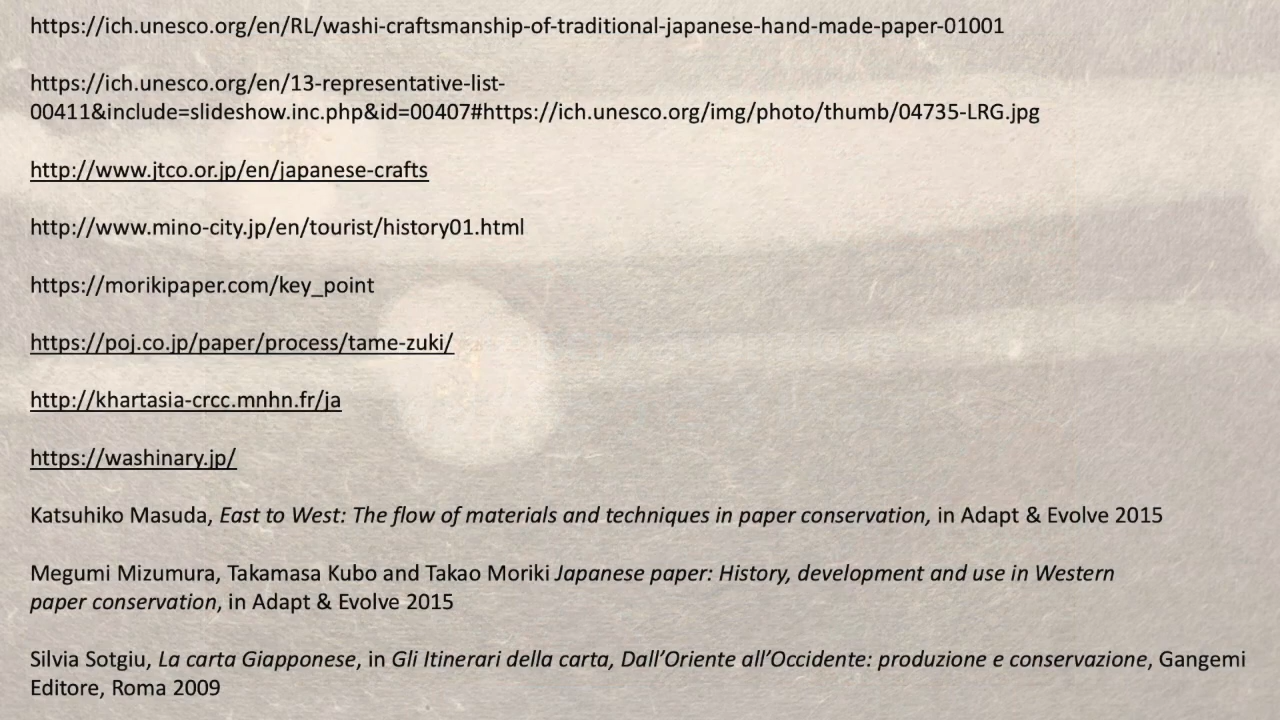 https://ich.unesco.org/en/RL/washi-craftsmanship-of-traditional-japanese-hand-made-paper-01001
https://ich.unesco.org/en/13-representative-list-
00411&include=slideshow.inc.php&id=00407#https://ich.unesco.org/img/photo/thumb/04735-LRG.jpg
http://www.jtco.or.jp/en/japanese-crafts
http://www.mino-city.jp/en/tourist/history01.html
https://morikipaper.com/key_point
https://poj.co.jp/paper/process/tame-zuki/
http://khartasia-crcc.mnhn.fr/ja
https://washinary.jp/
Katsuhiko Masuda, East to West: The flow of materials and techniques in paper conservation, in Adapt & Evolve 2015
Megumi Mizumura, Takamasa Kubo and Takao Moriki Japanese paper: History, development and use in Western
paper conservation, in Adapt & Evolve 2015
Silvia Sotgiu, La carta Giapponese, in Gli Itinerari della carta, Dall’Oriente all’Occidente: produzione e conservazione, Gangemi
Editore, Roma 2009